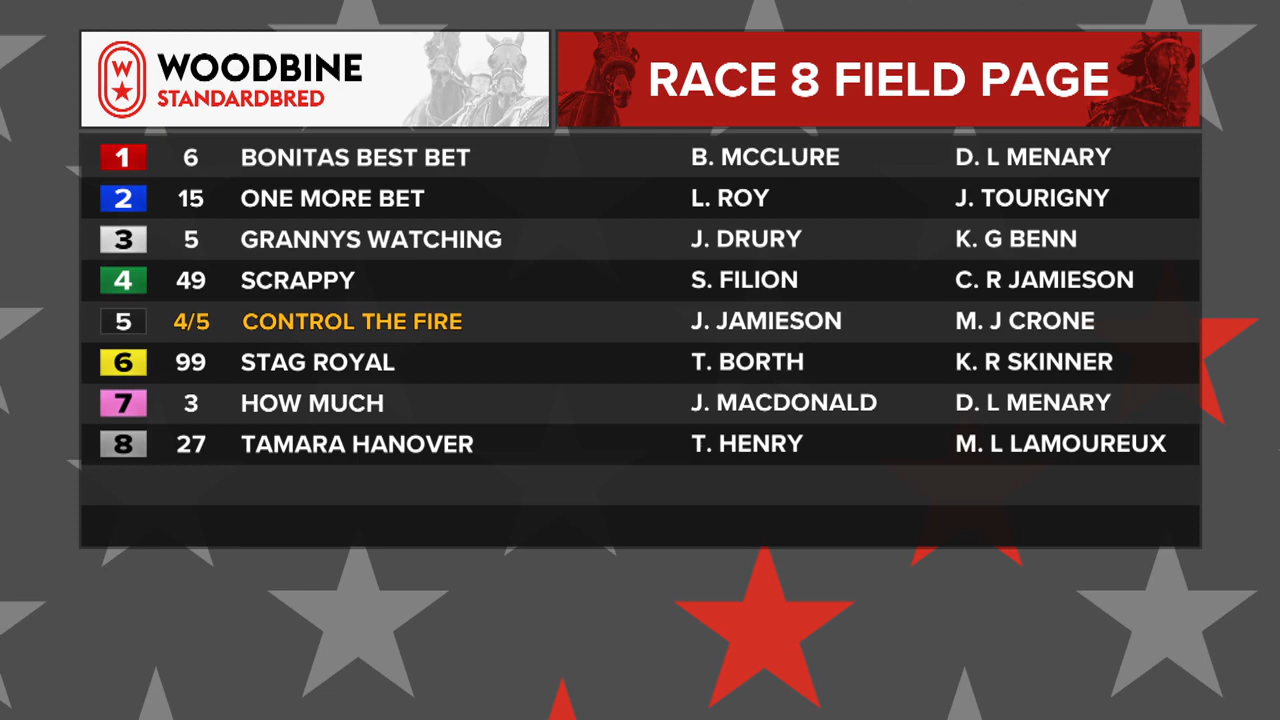 W WOODBINE
STANDARDBRED
RACE 8 FIELD PAGE
1 6 BONITAS BEST BET B. MCCLURE D. L MENARY
2 15 ONE MORE BET L. ROY J. TOURIGNY
3 5 GRANNYS WATCHING J. DRURY K. G BENN
4 49 SCRAPPY S. FILION C. R JAMIESON
5 4/5 CONTROL THE FIRE J. JAMIESON M. J CRONE
6 99 STAG ROYAL T. BORTH K. R SKINNER
7 3 HOW MUCH J. MACDONALD D. L MENARY
8 27 TAMARA HANOVER T. HENRY M. L LAMOUREUX